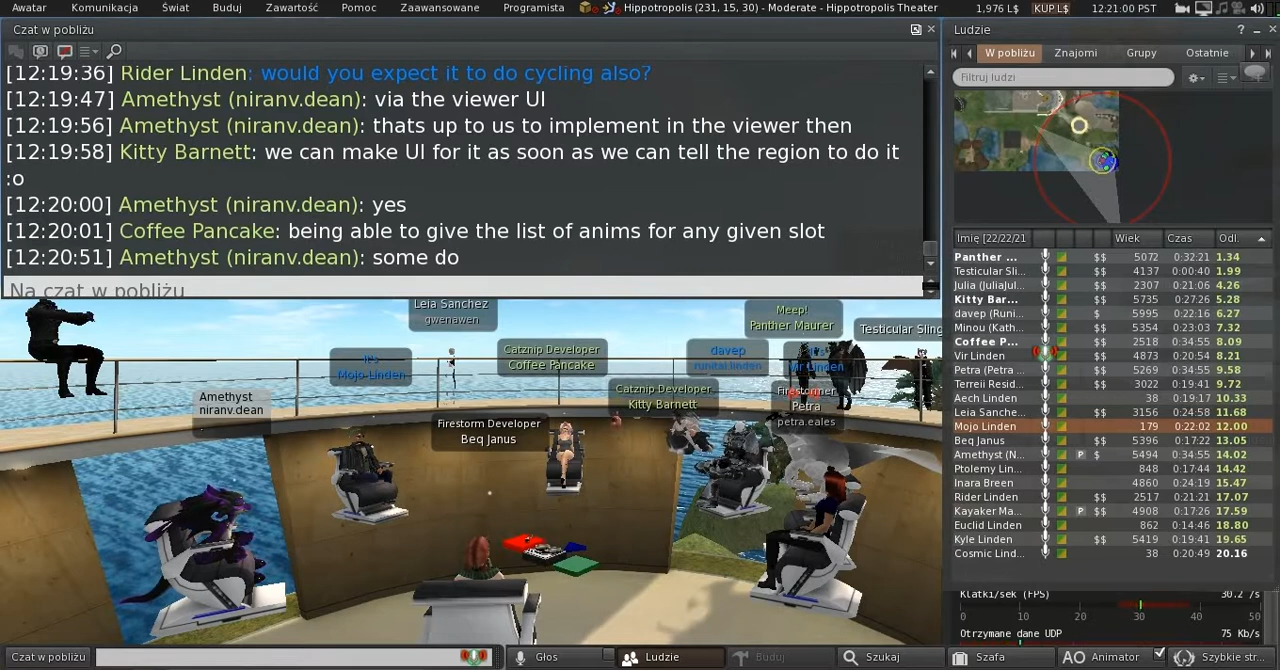 Awatar Komunikacja Świat Buduj Zawartość Pomoc Zaawansowane Programista Hippotropolis (231, 15, 30) - Moderate - Hippotropolis Theater 1,976 L$ KUP L$ 12:21:00 PST
Czat w pobliżu
[12:19:36] Rider Linden: would you expect it to do cycling also?
[12:19:47] Amethyst (niranv.dean): via the viewer UI
[12:19:56] Amethyst (niranv.dean): thats up to us to implement in the viewer then
[12:19:58] Kitty Barnett: we can make UI for it as soon as we can tell the region to do it
:o
[12:20:00] Amethyst (niranv.dean): yes
[12:20:01] Coffee Pancake: being able to give the list of anims for any given slot
[12:20:51] Amethyst (niranv.dean): some do
Na czat w pobliżu
Leia Sanchez
gwenawen
Meep!
Panther Maurer
Testicular Sling
It's
Mojo Linden
Catznip Developer
Coffee Pancake
davep
runitai.linden
Vir Linden
Amethyst
niranv.dean
Catznip Developer
Kitty Barnett
Firestormer
Petra
petra.eales
Firestorm Developer
Beq Janus
Ludzie
? _ ×
W pobliżu Znajomi Grupy Ostatnie
Filtruj ludzi
Imię [22/22/21 Wiek Czas Odl.
Panther ... $$ 5072 0:32:21 1.34
Testicular Sli... $$ 4137 0:00:40 1.99
Julia (JuliaJul... $$ 2307 0:21:06 4.26
Kitty Bar... $$ 5735 0:27:26 5.28
davep (Runi... $ 5995 0:22:16 6.27
Minou (Kath... $$ 5354 0:23:03 7.32
Coffee P... $$ 2518 0:34:55 8.09
Vir Linden $$ 4873 0:20:54 8.21
Petra (Petra ... $$ 5269 0:34:55 9.58
Terreii Resid... $$ 3022 0:19:41 9.72
Aech Linden 38 0:19:17 10.33
Leia Sanche... $$ 3156 0:24:58 11.68
Mojo Linden 179 0:22:02 12.00
Beq Janus $$ 5396 0:17:22 13.05
Amethyst (N... P $ 5494 0:34:55 14.02
Ptolemy Lin... 848 0:17:44 14.42
Inara Breen 4860 0:24:19 15.47
Rider Linden $$ 2517 0:21:21 17.07
Kayaker Ma... P $$ 4908 0:17:26 17.59
Euclid Linden 862 0:14:46 18.80
Kyle Linden $$ 5419 0:19:41 19.65
Cosmic Lind... 38 0:20:49 20.16
Klatki/sek (FPS) 30.2 /s
0 10 20 30 40 50
Otrzymane dane UDP 75 Kb/s
Czat w pobliżu Głos Ludzie Buduj Szukaj Szafa AO Animator Szybkie str...